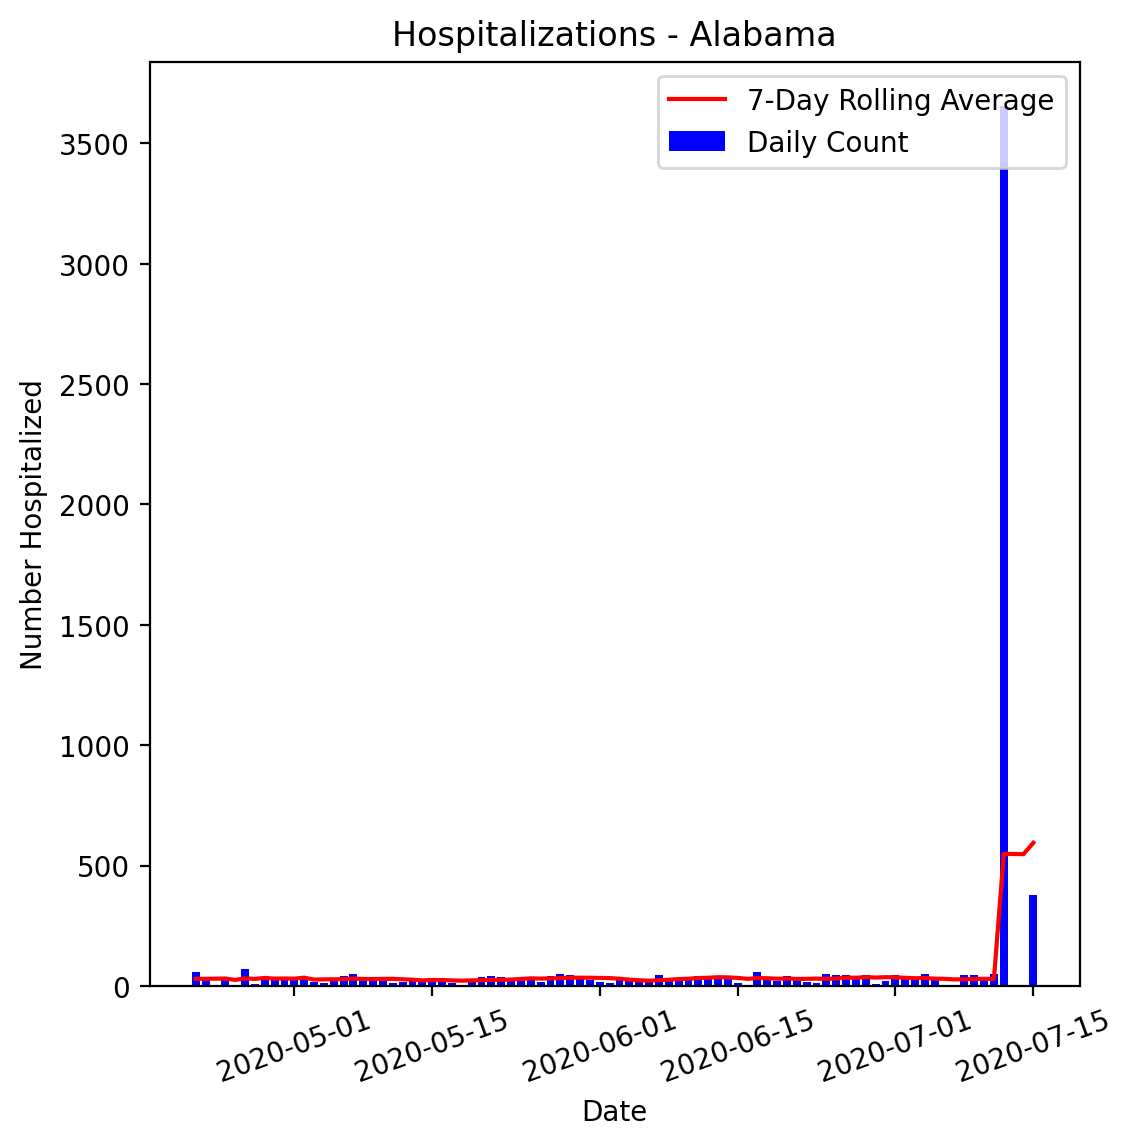 Hospitalizations - Alabama
7-Day Rolling Average
Daily Count
Number Hospitalized
3500
3000
2500
2000
1500
1000
500
0
2020-05-01
2020-05-15
2020-06-01
2020-06-15
2020-07-01
2020-07-15
Date